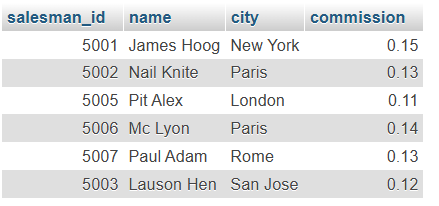 salesman_id name city commission
5001 James Hoog New York 0.15
5002 Nail Knite Paris 0.13
5005 Pit Alex London 0.11
5006 Mc Lyon Paris 0.14
5007 Paul Adam Rome 0.13
5003 Lauson Hen San Jose 0.12